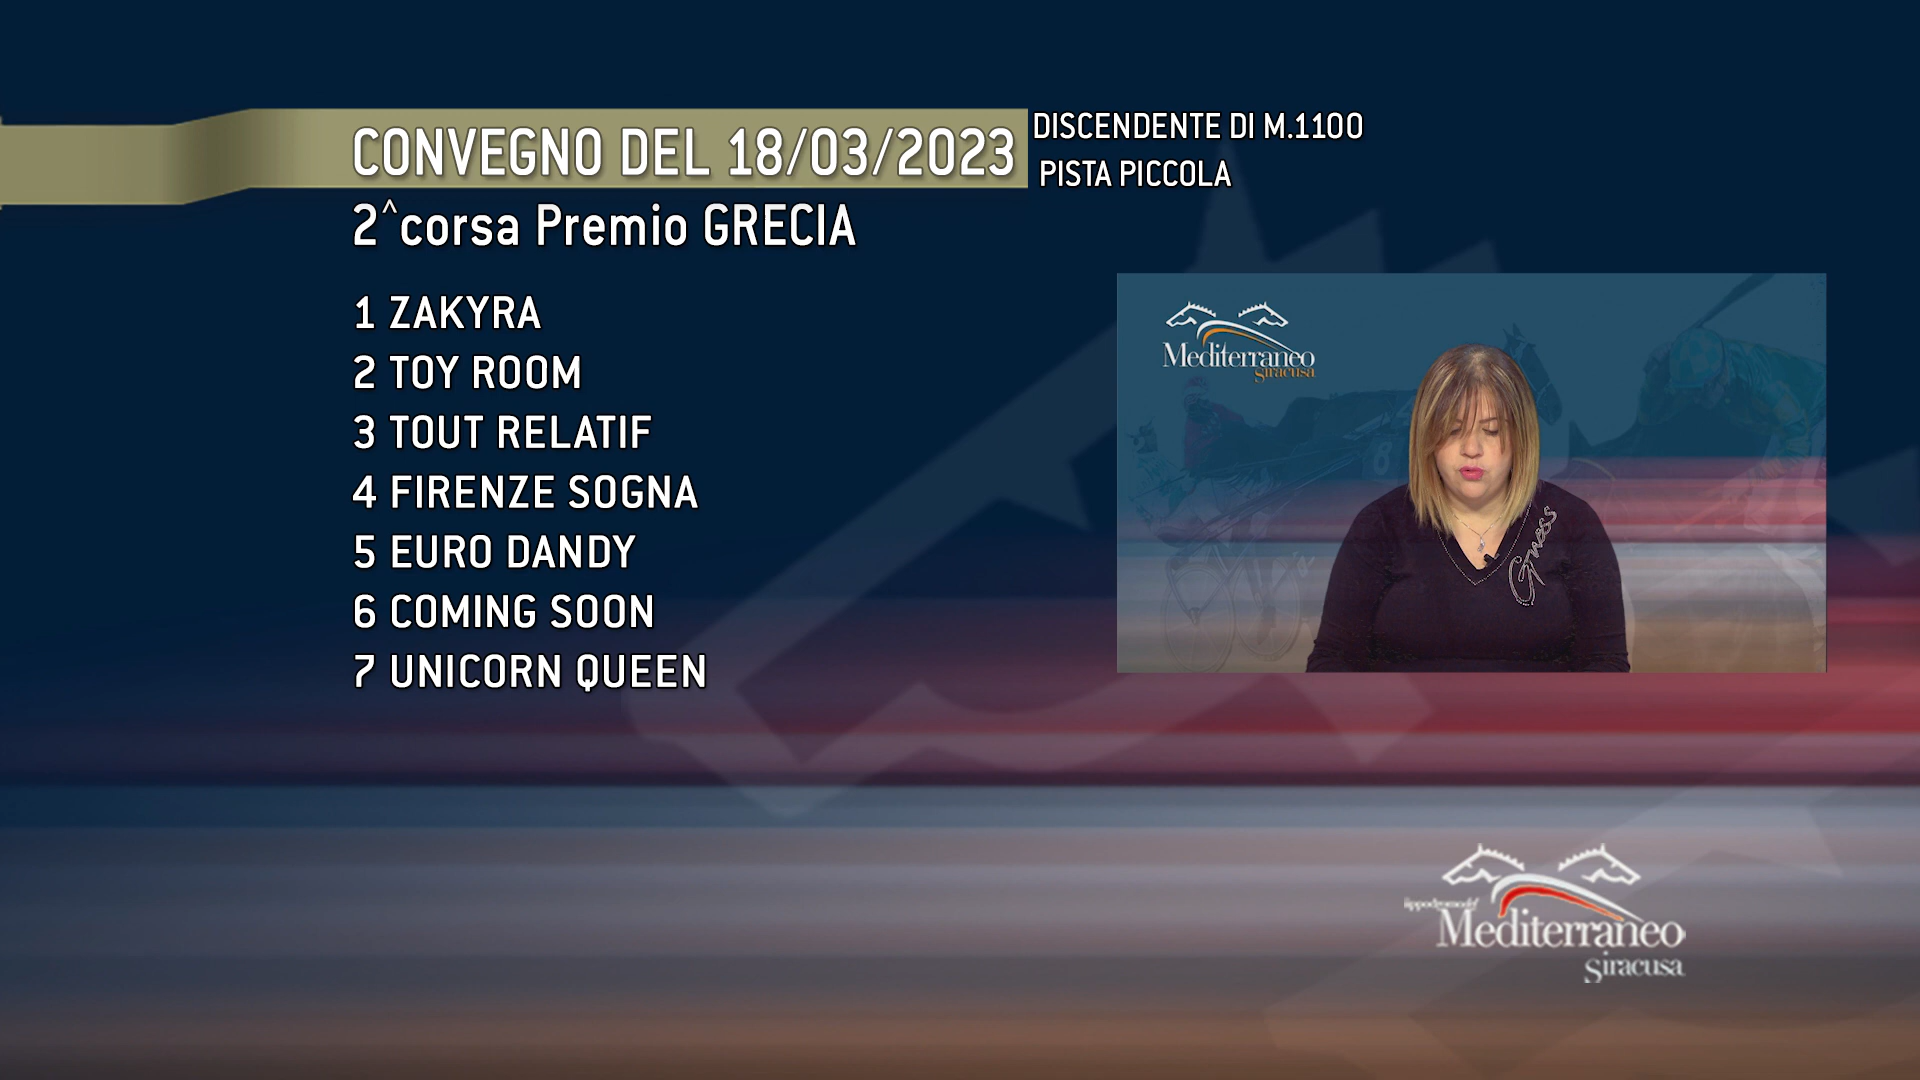 CONVEGNO DEL 18/03/2023
DISCENDENTE DI M.1100
PISTA PICCOLA
2^corsa Premio GRECIA
1 ZAKYRA
2 TOY ROOM
3 TOUT RELATIF
4 FIRENZE SOGNA
5 EURO DANDY
6 COMING SOON
7 UNICORN QUEEN
Mediterraneo
Siracusa
Guess
8
Mediterraneo
Siracusa